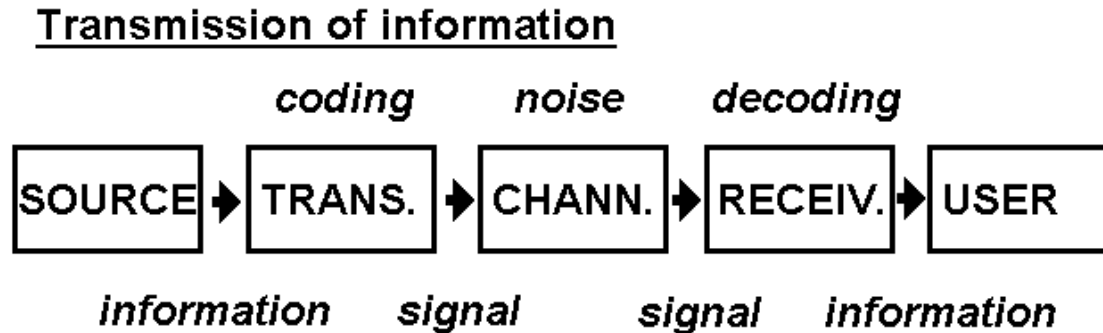 Transmission of information
coding noise decoding
SOURCE TRANS. CHANN. RECEIV. USER
information signal signal information